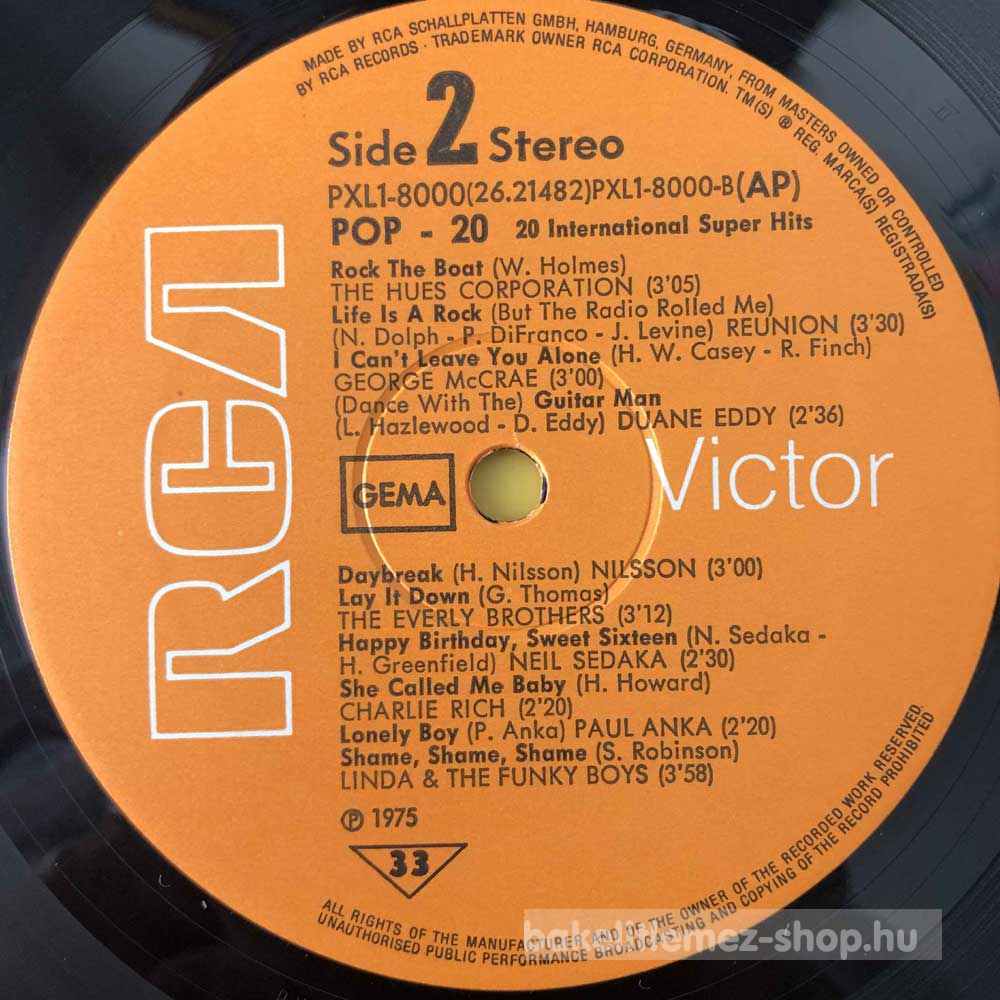 MADE BY RCA SCHALLPLATTEN GMBH, HAMBURG, GERMANY, FROM MASTERS OWNED OR CONTROLLED
BY RCA RECORDS · TRADEMARK OWNER RCA CORPORATION. TM(S) ® REG. MARCA(S) REGISTRADA(S)
Side 2 Stereo
PXL1-8000(26.21482)PXL1-8000-B(AP)
POP - 20 20 International Super Hits
Rock The Boat (W. Holmes)
THE HUES CORPORATION (3'05)
Life Is A Rock (But The Radio Rolled Me)
(N. Dolph - P. DiFranco - J. Levine) REUNION (3'30)
I Can't Leave You Alone (H. W. Casey - R. Finch)
GEORGE McCRAE (3'00)
(Dance With The) Guitar Man
(L. Hazlewood - D. Eddy) DUANE EDDY (2'36)
RCA
GEMA
Victor
Daybreak (H. Nilsson) NILSSON (3'00)
Lay It Down (G. Thomas)
THE EVERLY BROTHERS (3'12)
Happy Birthday, Sweet Sixteen (N. Sedaka -
H. Greenfield) NEIL SEDAKA (2'30)
She Called Me Baby (H. Howard)
CHARLIE RICH (2'20)
Lonely Boy (P. Anka) PAUL ANKA (2'20)
Shame, Shame, Shame (S. Robinson)
LINDA & THE FUNKY BOYS (3'58)
℗ 1975
33
ALL RIGHTS OF THE MANUFACTURER AND OF THE OWNER OF THE RECORDED WORK RESERVED.
UNAUTHORISED PUBLIC PERFORMANCE BROADCASTING AND COPYING OF THE RECORD PROHIBITED
bakelitlemez-shop.hu